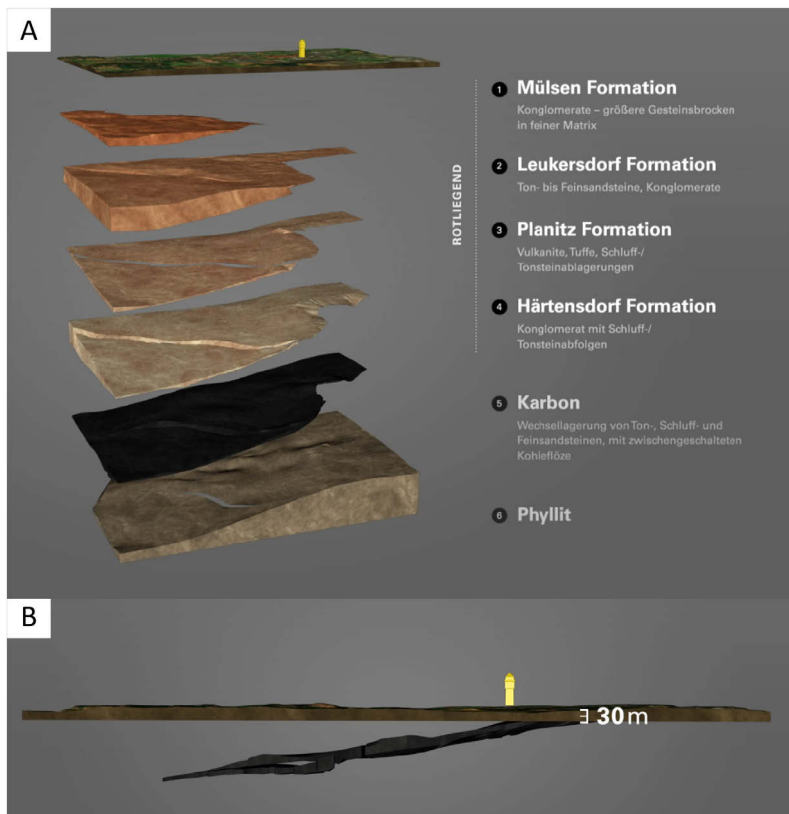 A
ROTLIEGEND
1 Mülsen Formation
Konglomerate – größere Gesteinsbrocken
in feiner Matrix
2 Leukersdorf Formation
Ton- bis Feinsandsteine, Konglomerate
3 Planitz Formation
Vulkanite, Tuffe, Schluff-/
Tonsteinablagerungen
4 Härtensdorf Formation
Konglomerat mit Schluff-/
Tonsteinabfolgen
5 Karbon
Wechsellagerung von Ton-, Schluff- und
Feinsandsteinen, mit zwischengeschalteten
Kohleflöze
6 Phyllit
B
30 m